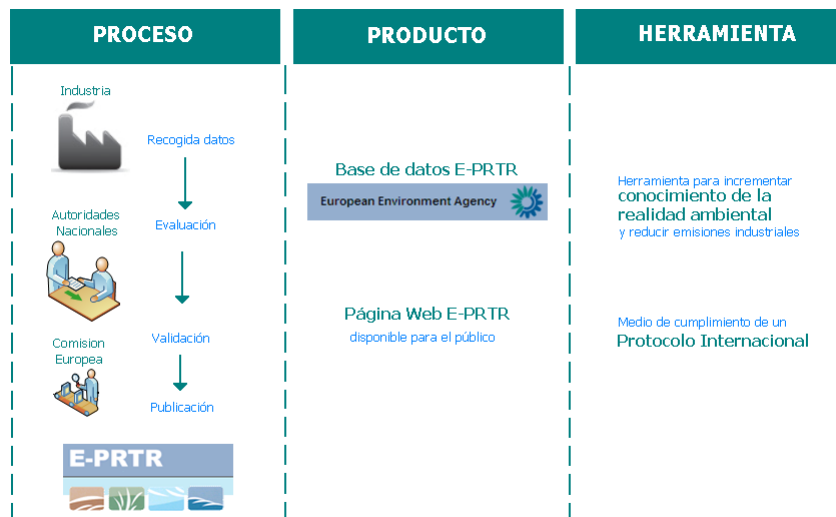 PROCESO
Industria
Recogida datos
Autoridades
Nacionales
Evaluación
Comision
Europea
Validación
Publicación
E-PRTR
PRODUCTO
Base de datos E-PRTR
European Environment Agency
Página Web E-PRTR
disponible para el público
HERRAMIENTA
Herramienta para incrementar
conocimiento de la
realidad ambiental
y reducir emisiones industriales
Medio de cumplimiento de un
Protocolo Internacional